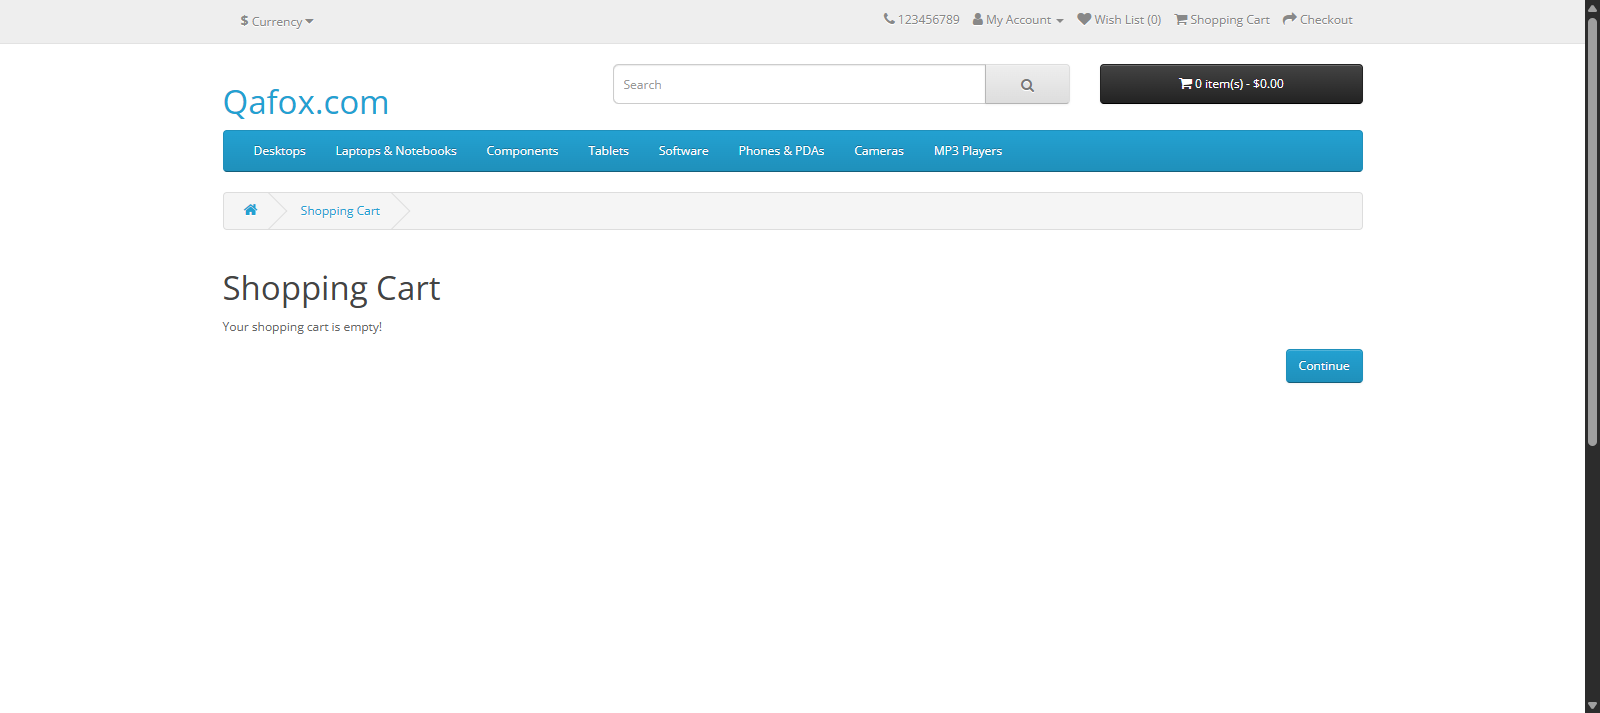 $ Currency
123456789 My Account Wish List (0) Shopping Cart Checkout
Qafox.com
Search
0 item(s) - $0.00
Desktops Laptops & Notebooks Components Tablets Software Phones & PDAs Cameras MP3 Players
Shopping Cart
Shopping Cart
Your shopping cart is empty!
Continue